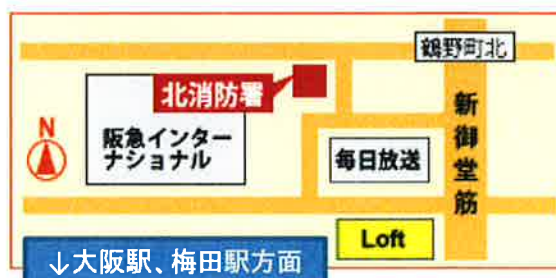 鶴野町北
北消防署
N
阪急インター
ナショナル
毎日放送
新御堂筋
Loft
↓大阪駅、梅田駅方面